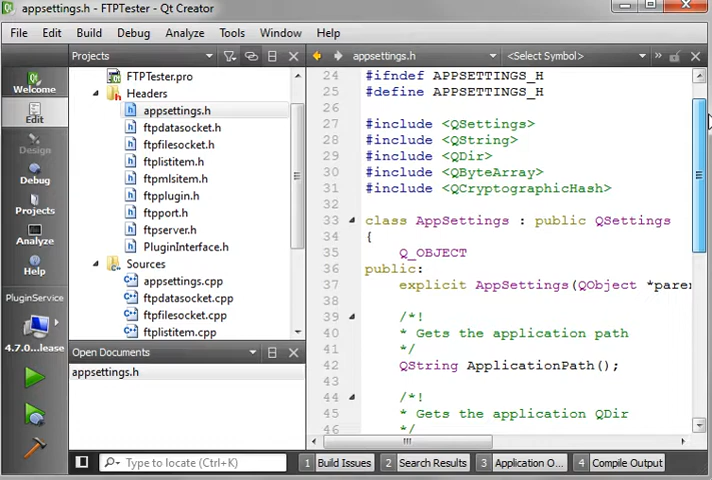 appsettings.h - FTPTester - Qt Creator
File Edit Build Debug Analyze Tools Window Help
Projects
appsettings.h
<Select Symbol>
Welcome
Edit
Design
Debug
Projects
Analyze
Help
PluginService
4.7.0...lease
FTPTester.pro
Headers
appsettings.h
ftpdatasocket.h
ftpfilesocket.h
ftplistitem.h
ftpmlsitem.h
ftpplugin.h
ftpport.h
ftpserver.h
PluginInterface.h
Sources
appsettings.cpp
ftpdatasocket.cpp
ftpfilesocket.cpp
ftplistitem.cpp
Open Documents
appsettings.h
24 #ifndef APPSETTINGS_H
25 #define APPSETTINGS_H
26
27 #include <QSettings>
28 #include <QString>
29 #include <QDir>
30 #include <QByteArray>
31 #include <QCryptographicHash>
32
33 class AppSettings : public QSettings
34 {
35 Q_OBJECT
36 public:
37 explicit AppSettings(QObject *paren
38
39 /*!
40 * Gets the application path
41 */
42 QString ApplicationPath();
43
44 /*!
45 * Gets the application QDir
46 */
Type to locate (Ctrl+K)
1 Build Issues
2 Search Results
3 Application O...
4 Compile Output